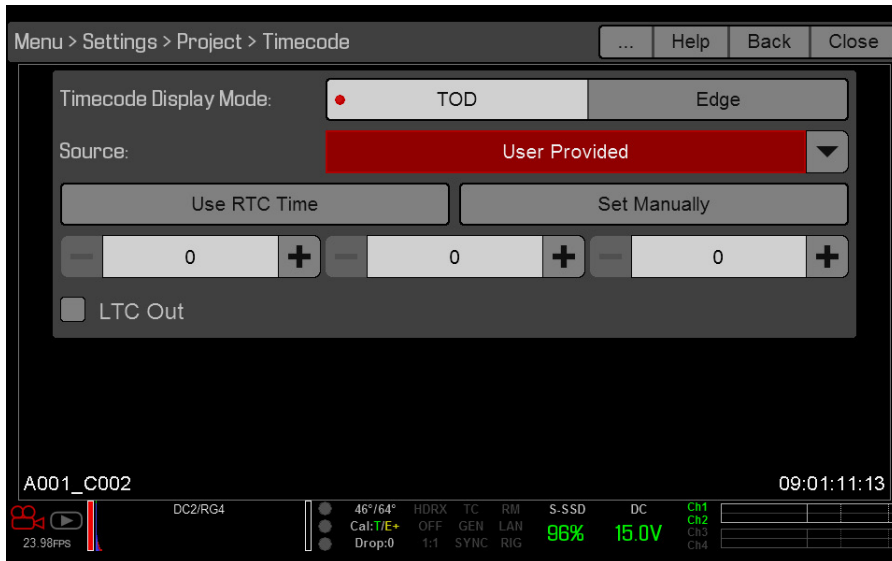 Menu > Settings > Project > Timecode ... Help Back Close
Timecode Display Mode: TOD Edge
Source: User Provided
Use RTC Time Set Manually
0 0 0
LTC Out
A001_C002 09:01:11:13
DC2/RG4 46°/64° HDRX TC RM S-SSD DC Ch1
Cal:T/E+ OFF GEN LAN 96% 15.0V Ch2
23.98FPS Drop:0 1:1 SYNC RIG Ch3
Ch4